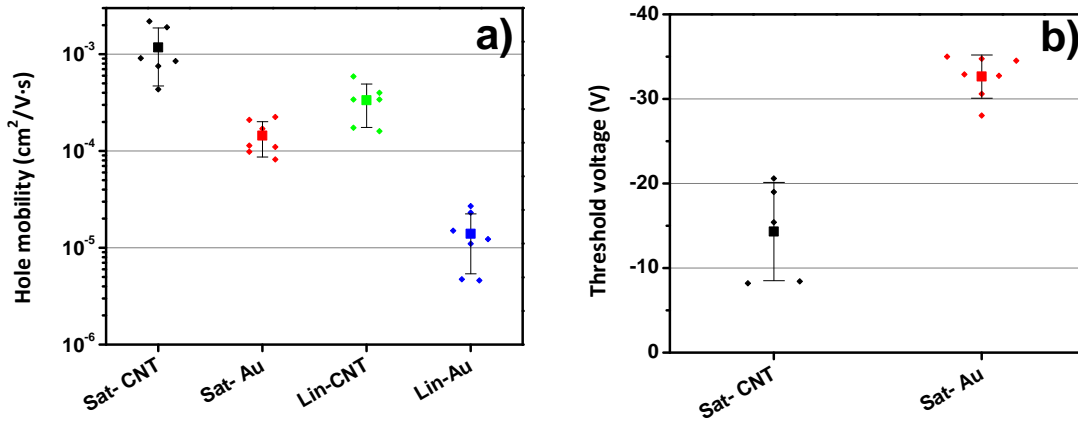 a)
Hole mobility (cm²/V·s)
10⁻³
10⁻⁴
10⁻⁵
10⁻⁶
Sat- CNT
Sat- Au
Lin-CNT
Lin-Au
b)
Threshold voltage (V)
-40
-30
-20
-10
0
Sat- CNT
Sat- Au